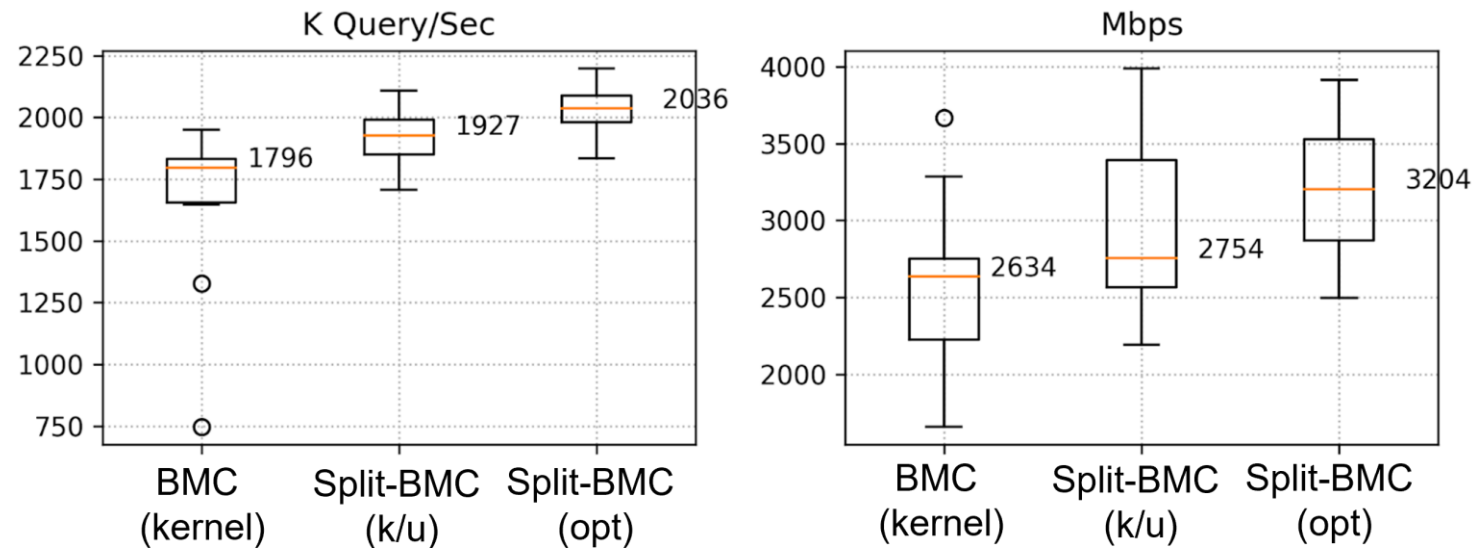 K Query/Sec
2250
2000
1750
1500
1250
1000
750
1796
1927
2036
BMC
(kernel)
Split-BMC
(k/u)
Split-BMC
(opt)
Mbps
4000
3500
3000
2500
2000
2634
2754
3204
BMC
(kernel)
Split-BMC
(k/u)
Split-BMC
(opt)